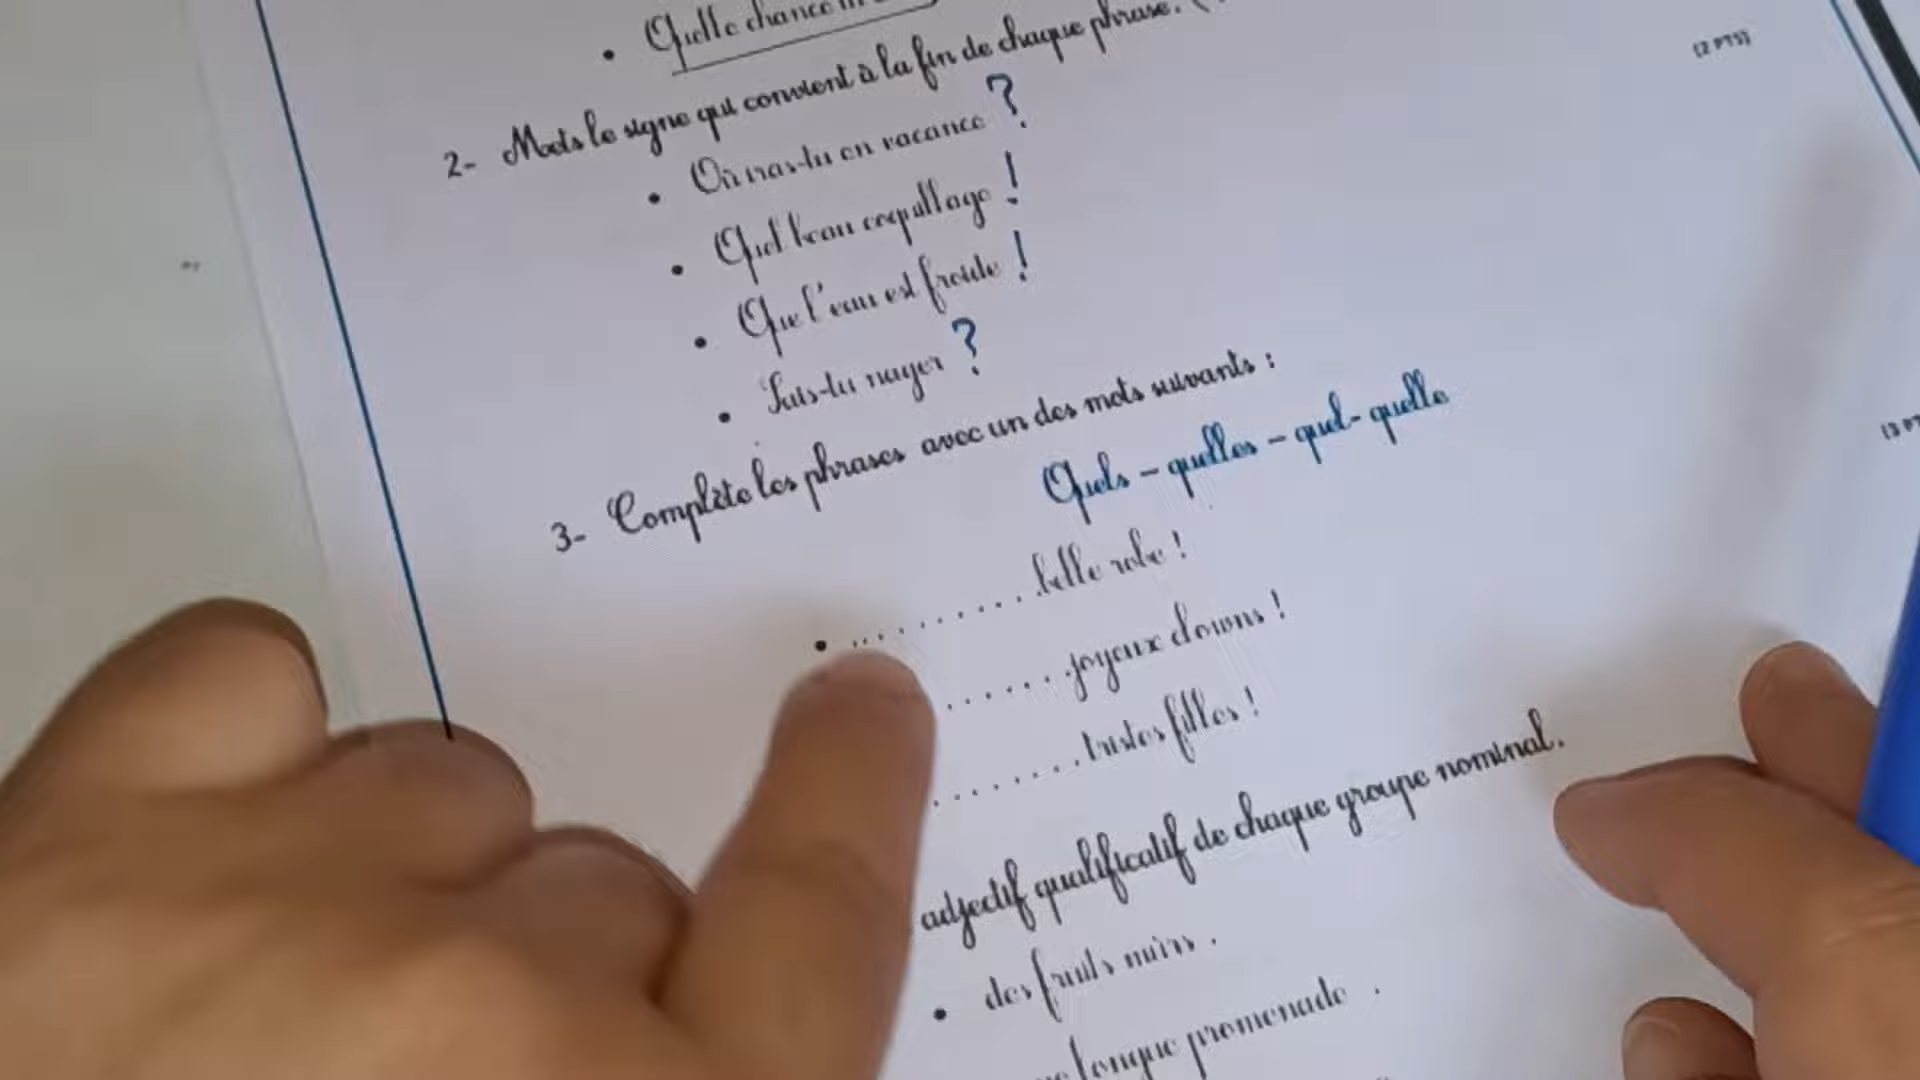 Quelle chance
2- Mets le signe qui convient à la fin de chaque phrase. (
(2 PTS)
• Où iras-tu en vacance ?
• Quel beau coquillage !
• Que l'eau est froide !
• Sais-tu nager ?
3- Complète les phrases avec un des mots suivants :
(3 PT
Quels – quelles – quel- quelle
• .............belle robe !
........joyeux clowns !
.........tristes filles !
adjectif qualificatif de chaque groupe nominal.
• des fruits mûrs .
longue promenade .